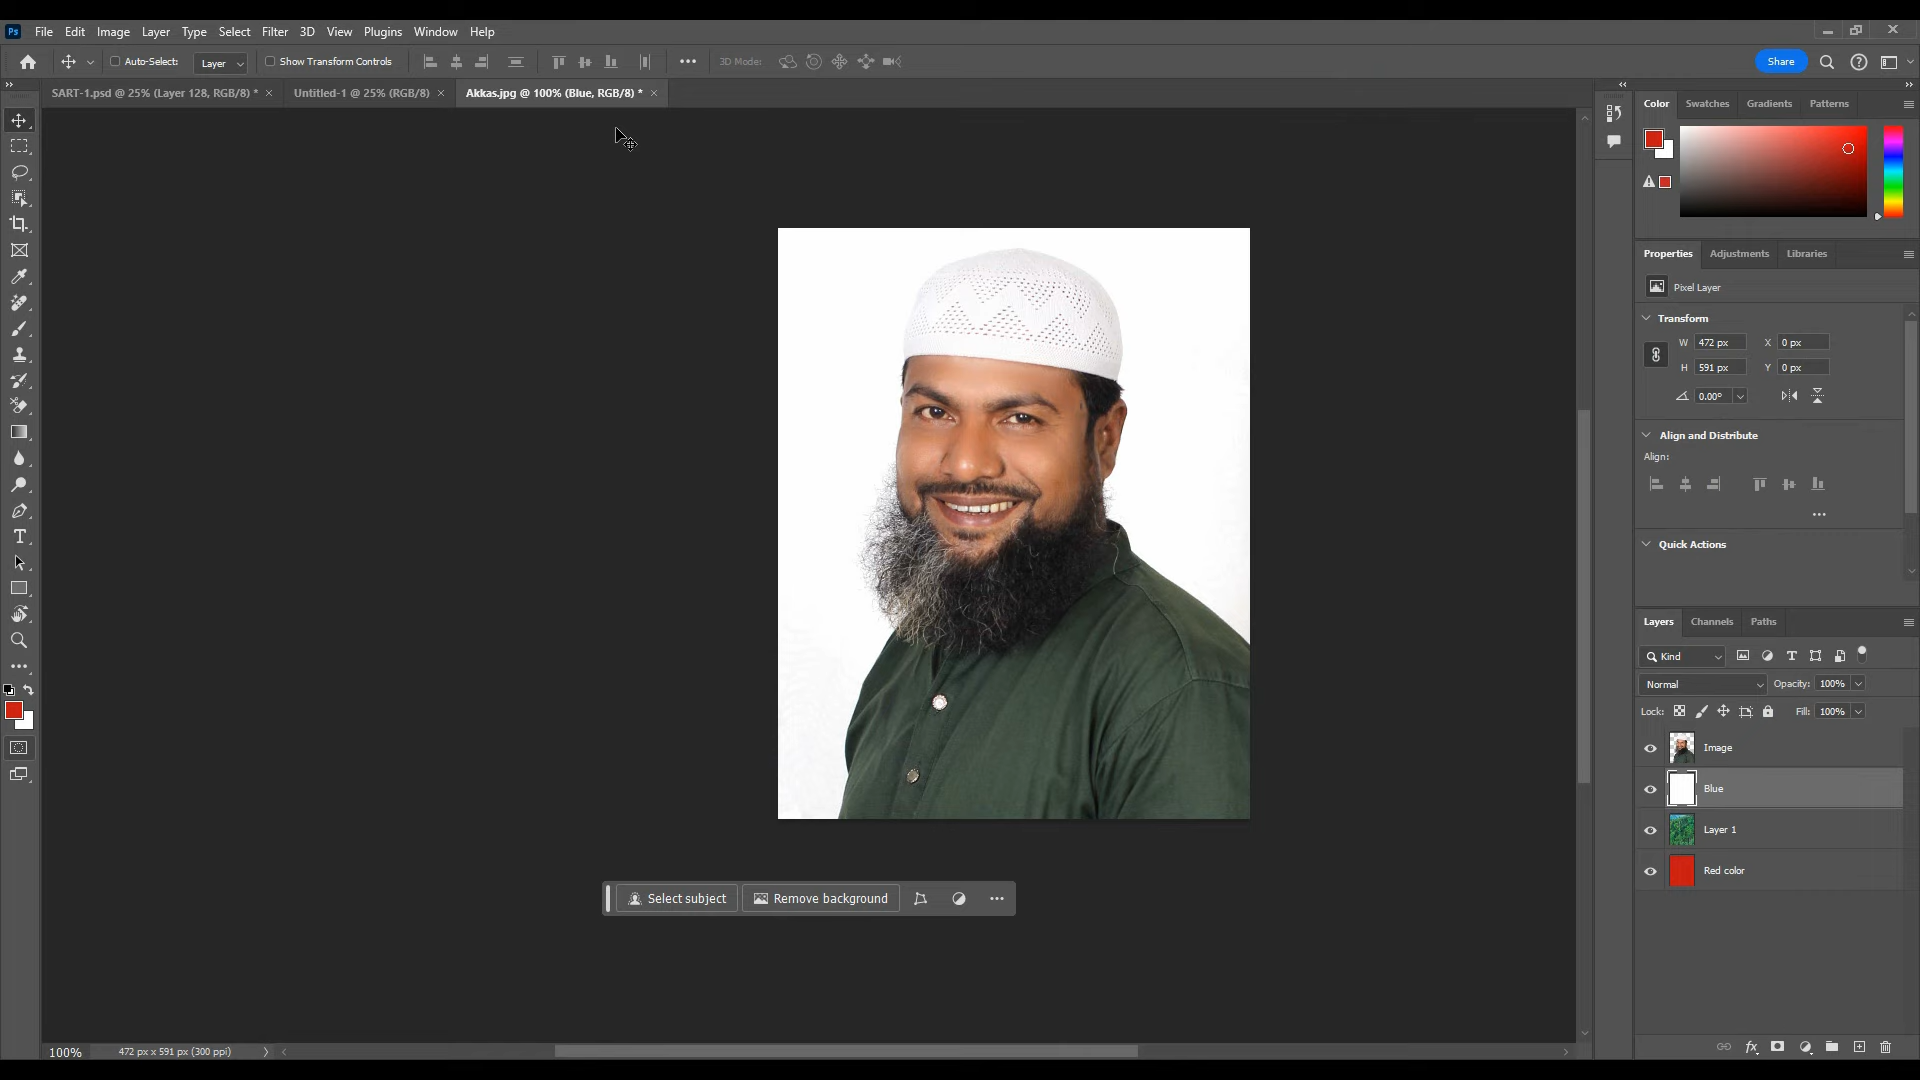 Ps File Edit Image Layer Type Select Filter 3D View Plugins Window Help
Auto-Select: Layer Show Transform Controls 3D Mode: Share
SART-1.psd @ 25% (Layer 128, RGB/8) * Untitled-1 @ 25% (RGB/8) Akkas.jpg @ 100% (Blue, RGB/8) *
Color Swatches Gradients Patterns
Properties Adjustments Libraries
Pixel Layer
Transform
W 472 px X 0 px
H 591 px Y 0 px
0.00°
Align and Distribute
Align:
Quick Actions
Layers Channels Paths
Kind
Normal Opacity: 100%
Lock: Fill: 100%
Image
Blue
Layer 1
Red color
Select subject Remove background
100% 472 px x 591 px (300 ppi)